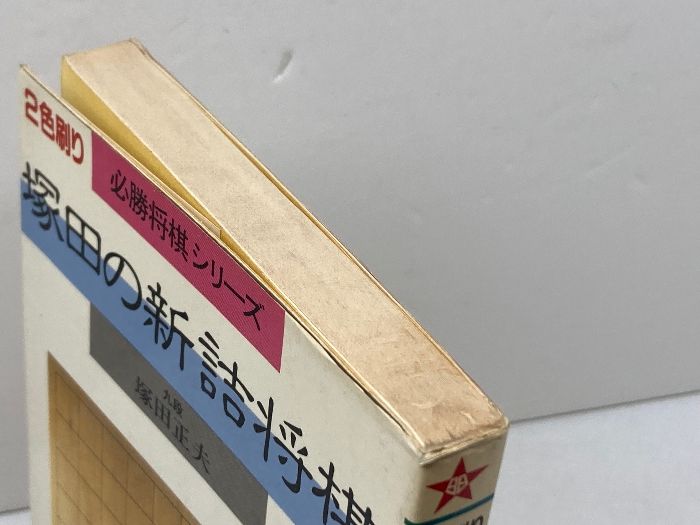 2色刷り
必勝将棋シリーズ
塚田の新詰将棋
九段
塚田正夫